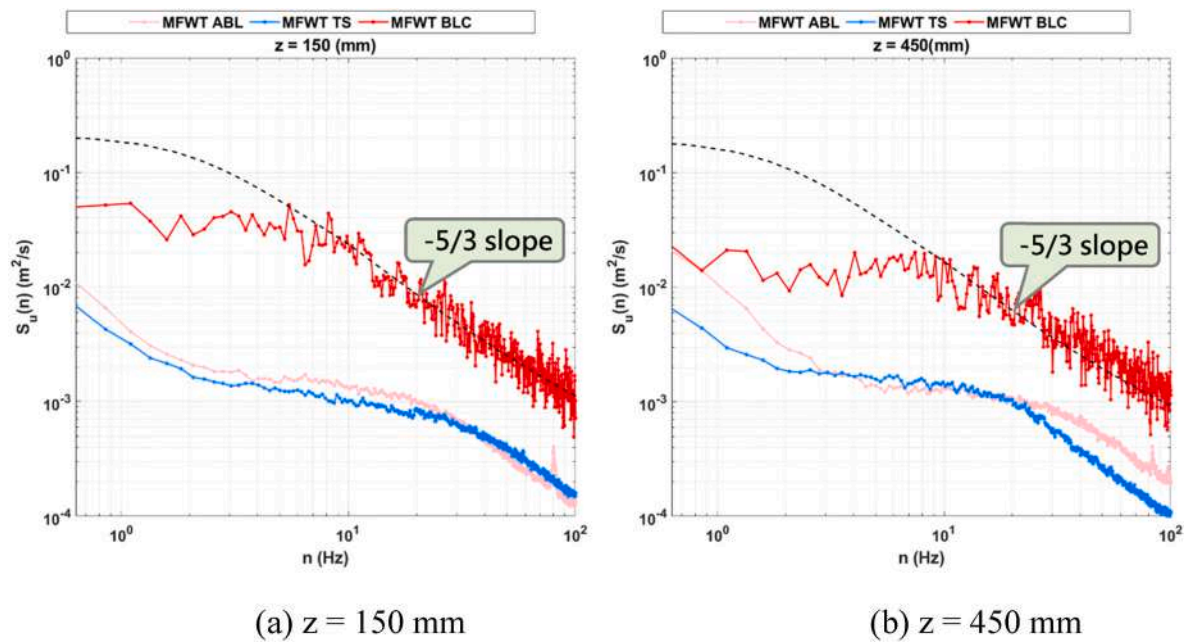 MFWT ABL MFWT TS MFWT BLC
z = 150 (mm)
10^0
10^-1
10^-2
10^-3
10^-4
S_u(n) (m^2/s)
-5/3 slope
10^0 10^1 10^2
n (Hz)
(a) z = 150 mm
MFWT ABL MFWT TS MFWT BLC
z = 450(mm)
10^0
10^-1
10^-2
10^-3
10^-4
S_u(n) (m^2/s)
-5/3 slope
10^0 10^1 10^2
n (Hz)
(b) z = 450 mm